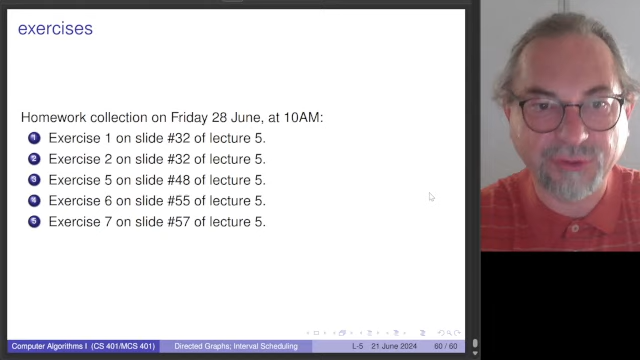 exercises
Homework collection on Friday 28 June, at 10AM:
1 Exercise 1 on slide #32 of lecture 5.
2 Exercise 2 on slide #32 of lecture 5.
3 Exercise 5 on slide #48 of lecture 5.
4 Exercise 6 on slide #55 of lecture 5.
5 Exercise 7 on slide #57 of lecture 5.
Computer Algorithms I (CS 401/MCS 401) Directed Graphs; Interval Scheduling L-5 21 June 2024 60 / 60